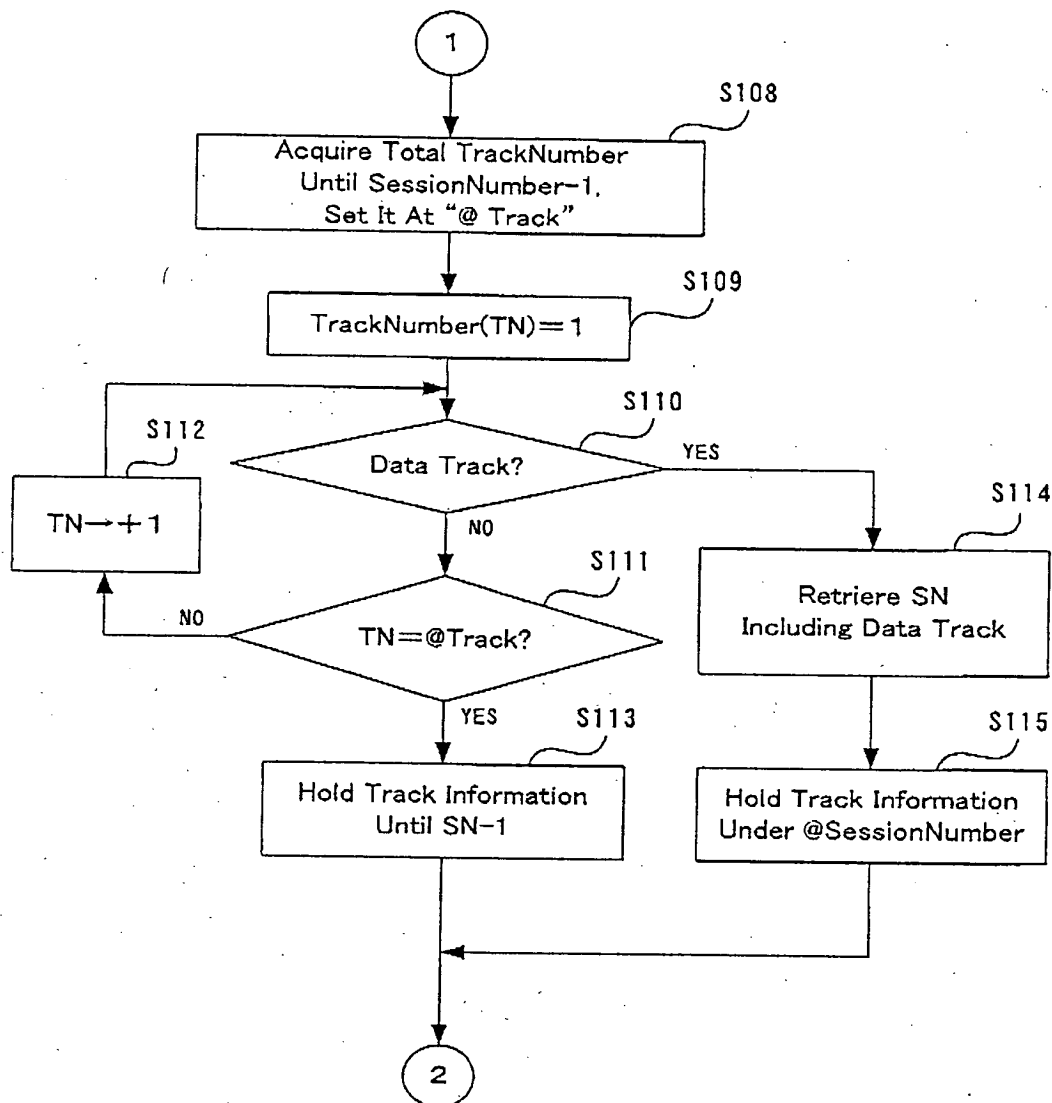 1
S108
Acquire Total TrackNumber
Until SessionNumber-1,
Set It At “@ Track”
S109
TrackNumber(TN)=1
S110
Data Track?
YES
NO
S112
TN→+1
S111
TN=@Track?
NO
YES
S114
Retriere SN
Including Data Track
S113
Hold Track Information
Until SN-1
S115
Hold Track Information
Under @SessionNumber
2